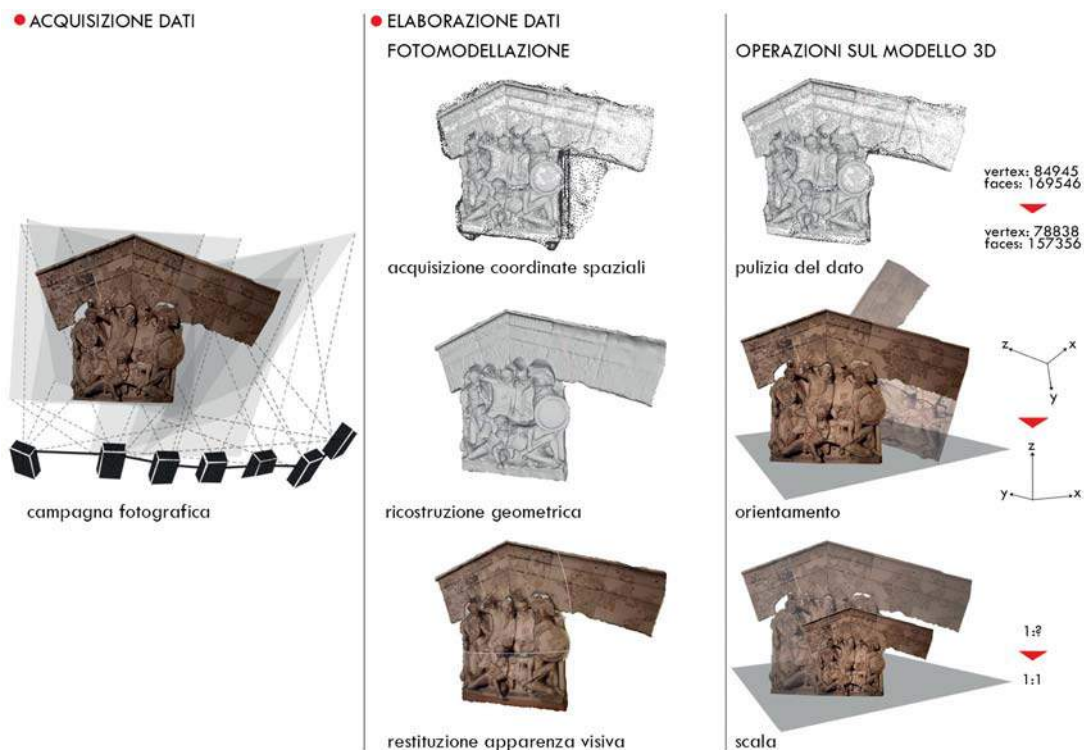 ACQUISIZIONE DATI
campagna fotografica
ELABORAZIONE DATI
FOTOMODELLAZIONE
acquisizione coordinate spaziali
ricostruzione geometrica
restituzione apparenza visiva
OPERAZIONI SUL MODELLO 3D
vertex: 84945
faces: 169546
vertex: 78838
faces: 157356
pulizia del dato
z
x
y
z
y
x
orientamento
1:?
1:1
scala